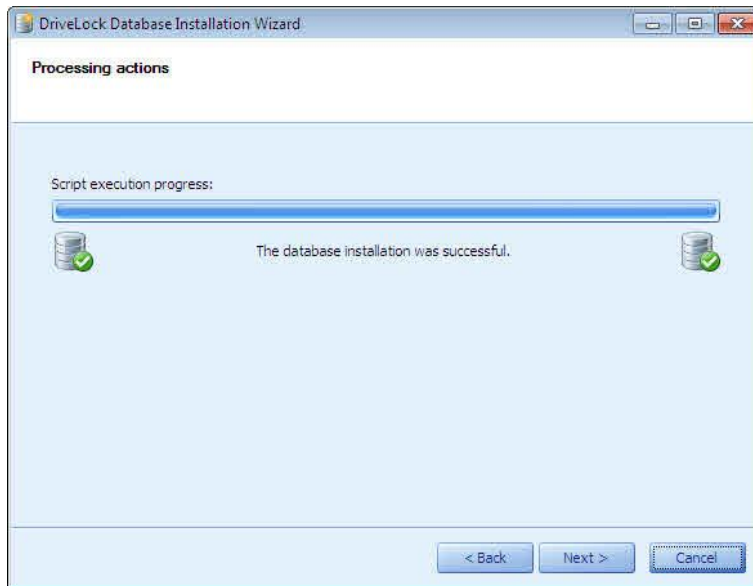 DriveLock Database Installation Wizard
Processing actions
Script execution progress:
The database installation was successful.
< Back Next > Cancel